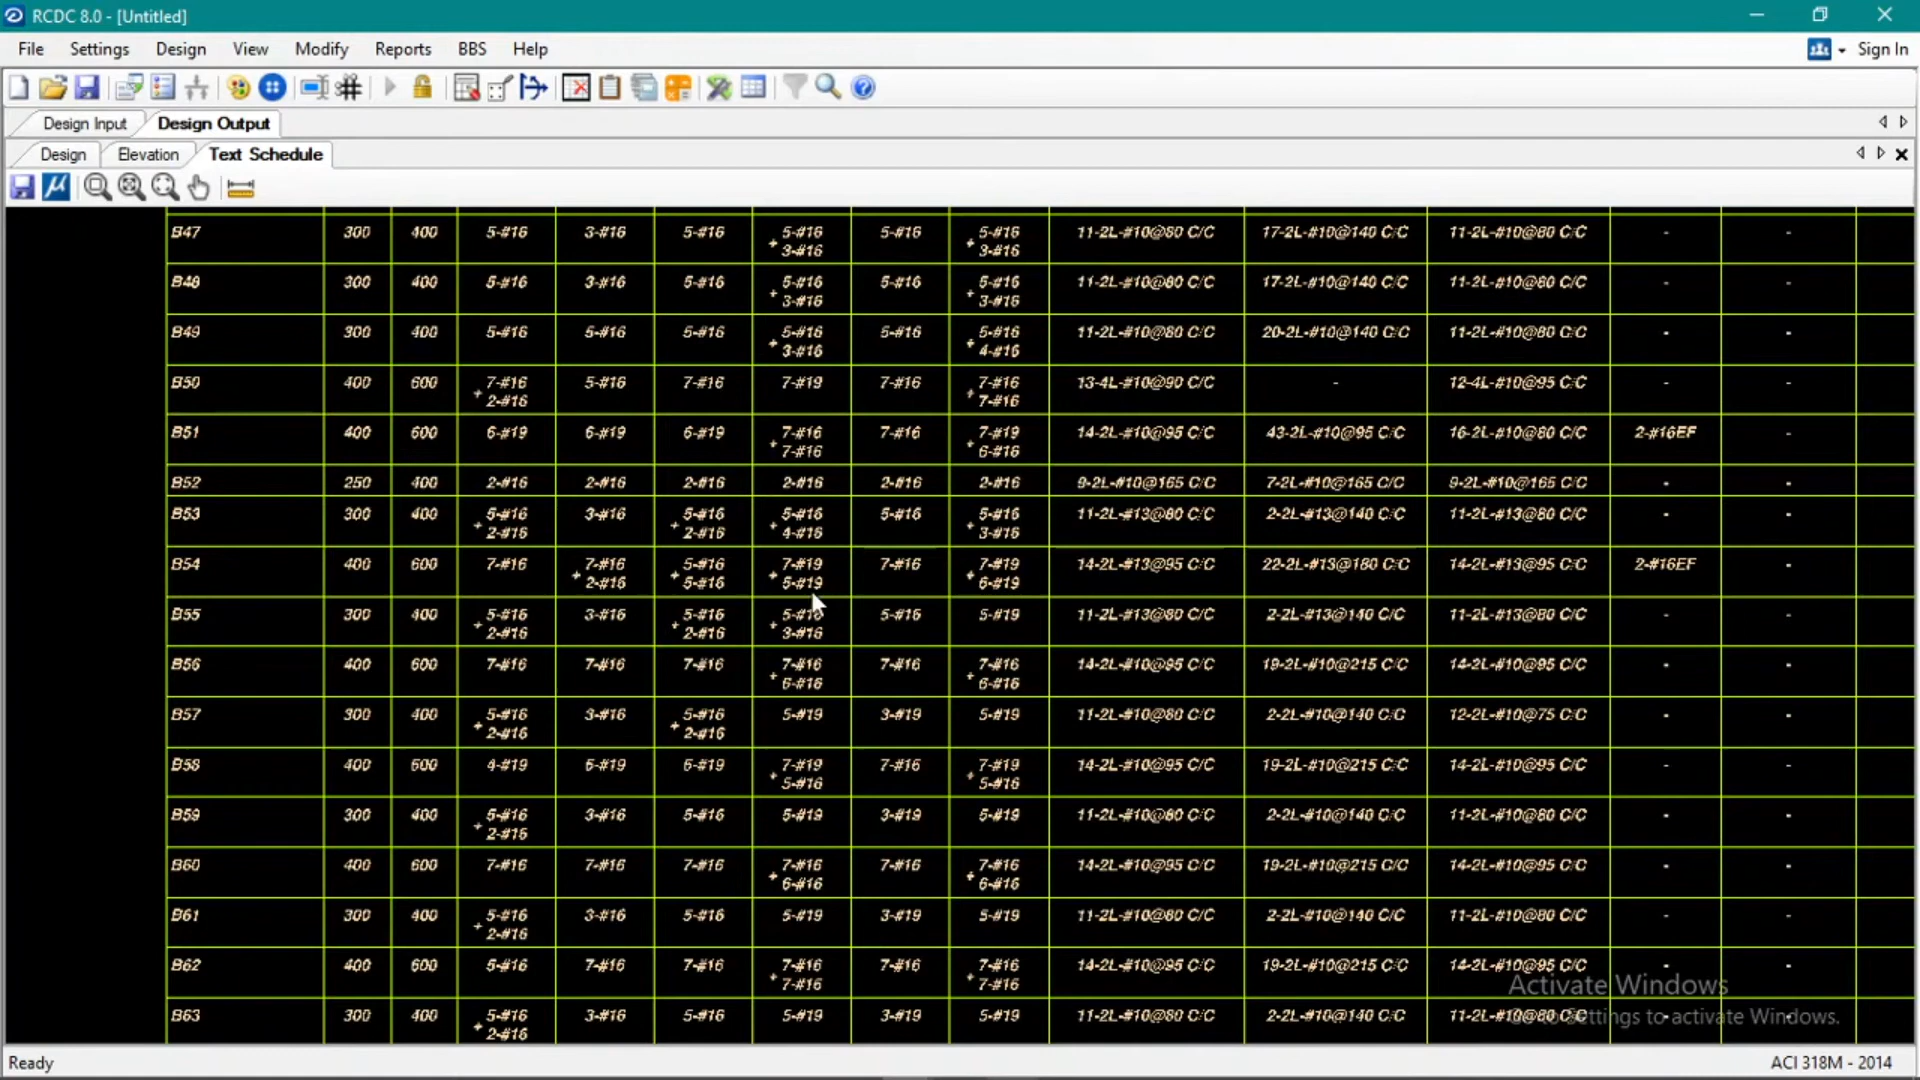 RCDC 8.0 - [Untitled]
File Settings Design View Modify Reports BBS Help Sign In
Design Input Design Output
Design Elevation Text Schedule
B47 300 400 5-#16 3-#16 5-#16 5-#16 5-#16 5-#16 11-2L-#10@80 C/C 17-2L-#10@140 C/C 11-2L-#10@80 C/C - -
+ 3-#16 + 3-#16
B48 300 400 5-#16 3-#16 5-#16 5-#16 5-#16 5-#16 11-2L-#10@80 C/C 17-2L-#10@140 C/C 11-2L-#10@80 C/C - -
+ 3-#16 + 3-#16
B49 300 400 5-#16 5-#16 5-#16 5-#16 5-#16 5-#16 11-2L-#10@80 C/C 20-2L-#10@140 C/C 11-2L-#10@80 C/C - -
+ 3-#16 + 4-#16
B50 400 600 7-#16 5-#16 7-#16 7-#19 7-#16 7-#16 13-4L-#10@90 C/C - 12-4L-#10@95 C/C - -
+ 2-#16 + 7-#16
B51 400 600 6-#19 6-#19 6-#19 7-#16 7-#16 7-#19 14-2L-#10@95 C/C 43-2L-#10@95 C/C 16-2L-#10@80 C/C 2-#16EF -
+ 7-#16 + 6-#16
B52 250 400 2-#16 2-#16 2-#16 2-#16 2-#16 2-#16 9-2L-#10@165 C/C 7-2L-#10@165 C/C 9-2L-#10@165 C/C - -
B53 300 400 5-#16 3-#16 5-#16 5-#16 5-#16 5-#16 11-2L-#13@80 C/C 2-2L-#13@140 C/C 11-2L-#13@80 C/C - -
+ 2-#16 + 2-#16 + 4-#16 + 3-#16
B54 400 600 7-#16 7-#16 5-#16 7-#19 7-#16 7-#19 14-2L-#13@95 C/C 22-2L-#13@180 C/C 14-2L-#13@95 C/C 2-#16EF -
+ 2-#16 + 5-#16 + 5-#19 + 6-#19
B55 300 400 5-#16 3-#16 5-#16 5-#16 5-#16 5-#19 11-2L-#13@80 C/C 2-2L-#13@140 C/C 11-2L-#13@80 C/C - -
+ 2-#16 + 2-#16 + 3-#16
B56 400 600 7-#16 7-#16 7-#16 7-#16 7-#16 7-#16 14-2L-#10@95 C/C 19-2L-#10@215 C/C 14-2L-#10@95 C/C - -
+ 6-#16 + 6-#16
B57 300 400 5-#16 3-#16 5-#16 5-#19 3-#19 5-#19 11-2L-#10@80 C/C 2-2L-#10@140 C/C 12-2L-#10@75 C/C - -
+ 2-#16 + 2-#16
B58 400 600 4-#19 6-#19 6-#19 7-#19 7-#16 7-#19 14-2L-#10@95 C/C 19-2L-#10@215 C/C 14-2L-#10@95 C/C - -
+ 5-#16 + 5-#16
B59 300 400 5-#16 3-#16 5-#16 5-#19 3-#19 5-#19 11-2L-#10@80 C/C 2-2L-#10@140 C/C 11-2L-#10@80 C/C - -
+ 2-#16
B60 400 600 7-#16 7-#16 7-#16 7-#16 7-#16 7-#16 14-2L-#10@95 C/C 19-2L-#10@215 C/C 14-2L-#10@95 C/C - -
+ 6-#16 + 6-#16
B61 300 400 5-#16 3-#16 5-#16 5-#19 3-#19 5-#19 11-2L-#10@80 C/C 2-2L-#10@140 C/C 11-2L-#10@80 C/C - -
+ 2-#16
B62 400 600 5-#16 7-#16 7-#16 7-#16 7-#16 7-#16 14-2L-#10@95 C/C 19-2L-#10@215 C/C 14-2L-#10@95 C/C - -
+ 7-#16 + 7-#16
Activate Windows
B63 300 400 5-#16 3-#16 5-#16 5-#19 3-#19 5-#19 11-2L-#10@80 C/C 2-2L-#10@140 C/C 11-2L-#10@80 C/C - -
+ 2-#16
Go to Settings to activate Windows.
Ready ACI 318M - 2014